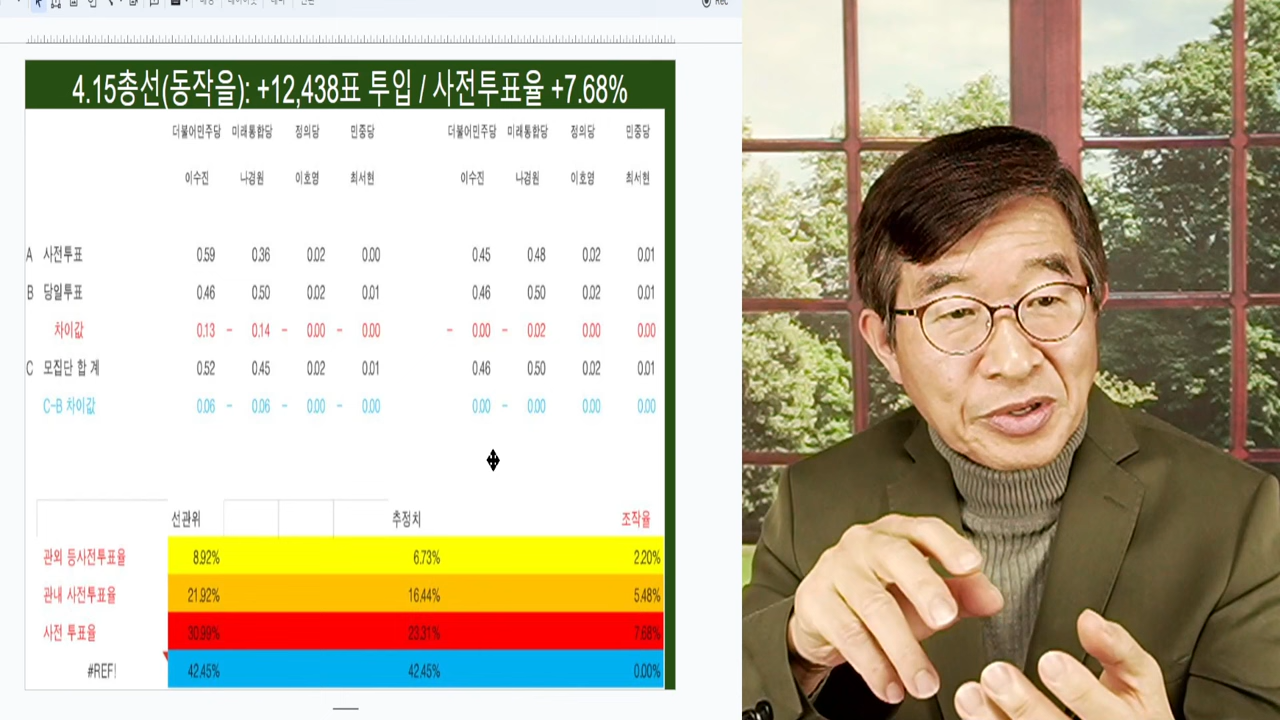 Rec
4.15총선(동작을): +12,438표 투입 / 사전투표율 +7.68%
더불어민주당 미래통합당 정의당 민중당 더불어민주당 미래통합당 정의당 민중당
이수진 나경원 이호영 최서현 이수진 나경원 이호영 최서현
A 사전투표 0.59 0.36 0.02 0.00 0.45 0.48 0.02 0.01
B 당일투표 0.46 0.50 0.02 0.01 0.46 0.50 0.02 0.01
차이값 0.13 - 0.14 - 0.00 - 0.00 - 0.00 - 0.02 0.00 0.00
C 모집단 합 계 0.52 0.45 0.02 0.01 0.46 0.50 0.02 0.01
C-B 차이값 0.06 - 0.06 - 0.00 - 0.00 0.00 - 0.00 0.00 0.00
선관위 추정치 조작율
관외 등사전투표율 8.92% 6.73% 2.20%
관내 사전투표율 21.92% 16.44% 5.48%
사전 투표율 30.99% 23.31% 7.68%
#REF! 42.45% 42.45% 0.00%